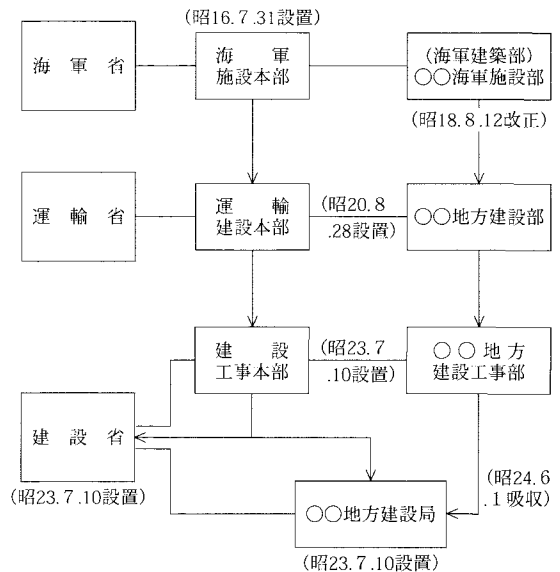 (昭16.7.31設置)
海軍省
海軍
施設本部
(海軍建築部)
○○海軍施設部
(昭18.8.12改正)
運輸省
運輸
建設本部
(昭20.8
.28設置)
○○地方建設部
建設
工事本部
(昭23.7
.10設置)
○○地方
建設工事部
建設省
(昭23.7.10設置)
(昭24.6
.1吸収)
○○地方建設局
(昭23.7.10設置)